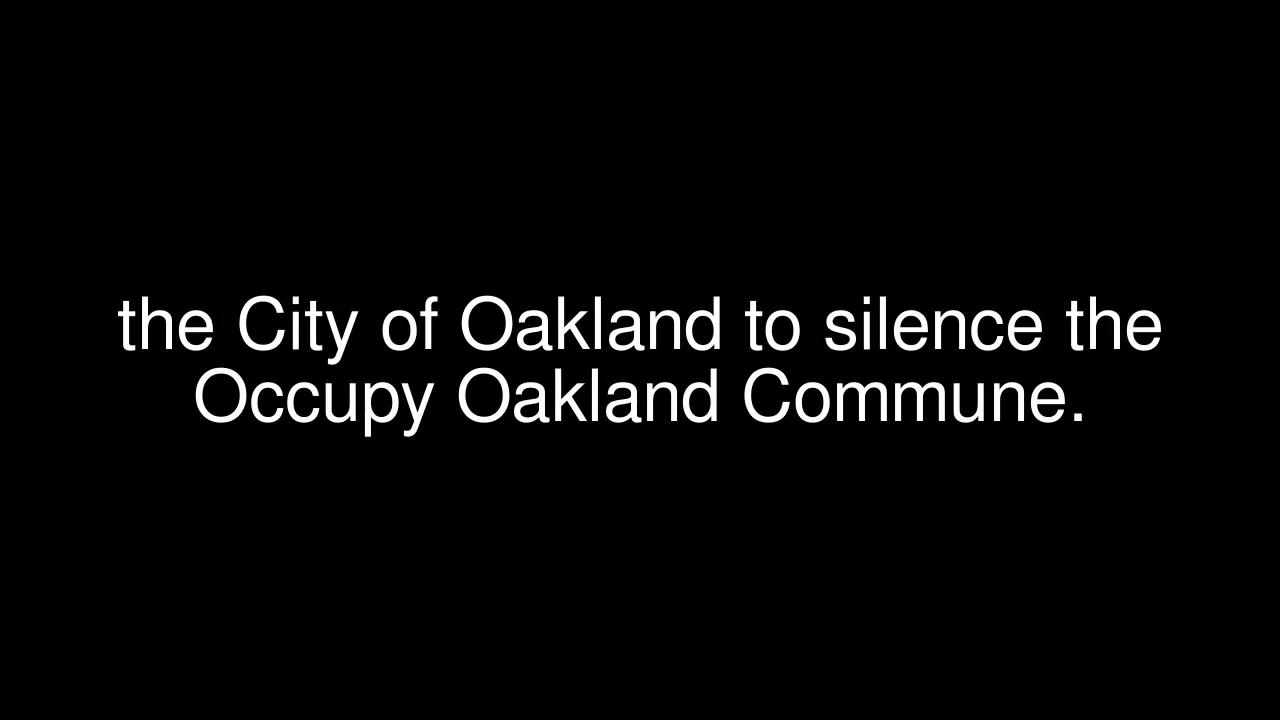 the City of Oakland to silence the
Occupy Oakland Commune.